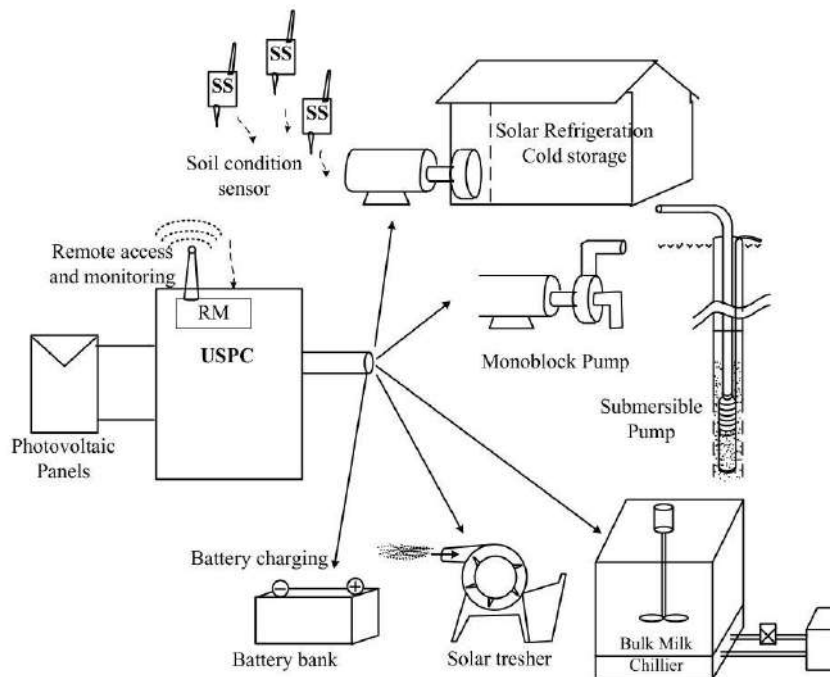 SS
SS
SS
Soil condition
sensor
Solar Refrigeration
Cold storage
Remote access
and monitoring
RM
USPC
Photovoltaic
Panels
Monoblock Pump
Submersible
Pump
Battery charging
Battery bank
Solar tresher
Bulk Milk
Chillier